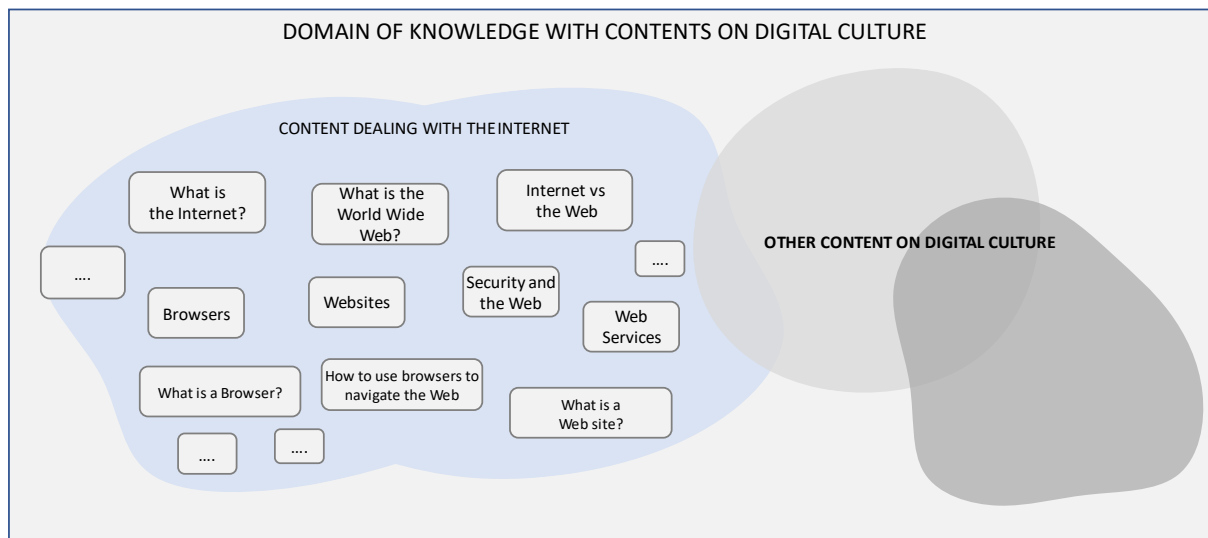 DOMAIN OF KNOWLEDGE WITH CONTENTS ON DIGITAL CULTURE
CONTENT DEALING WITH THE INTERNET
What is
the Internet?
What is the
World Wide
Web?
Internet vs
the Web
OTHER CONTENT ON DIGITAL CULTURE
....
....
Browsers
Websites
Security and
the Web
Web
Services
What is a Browser?
How to use browsers to
navigate the Web
What is a
Web site?
....
....